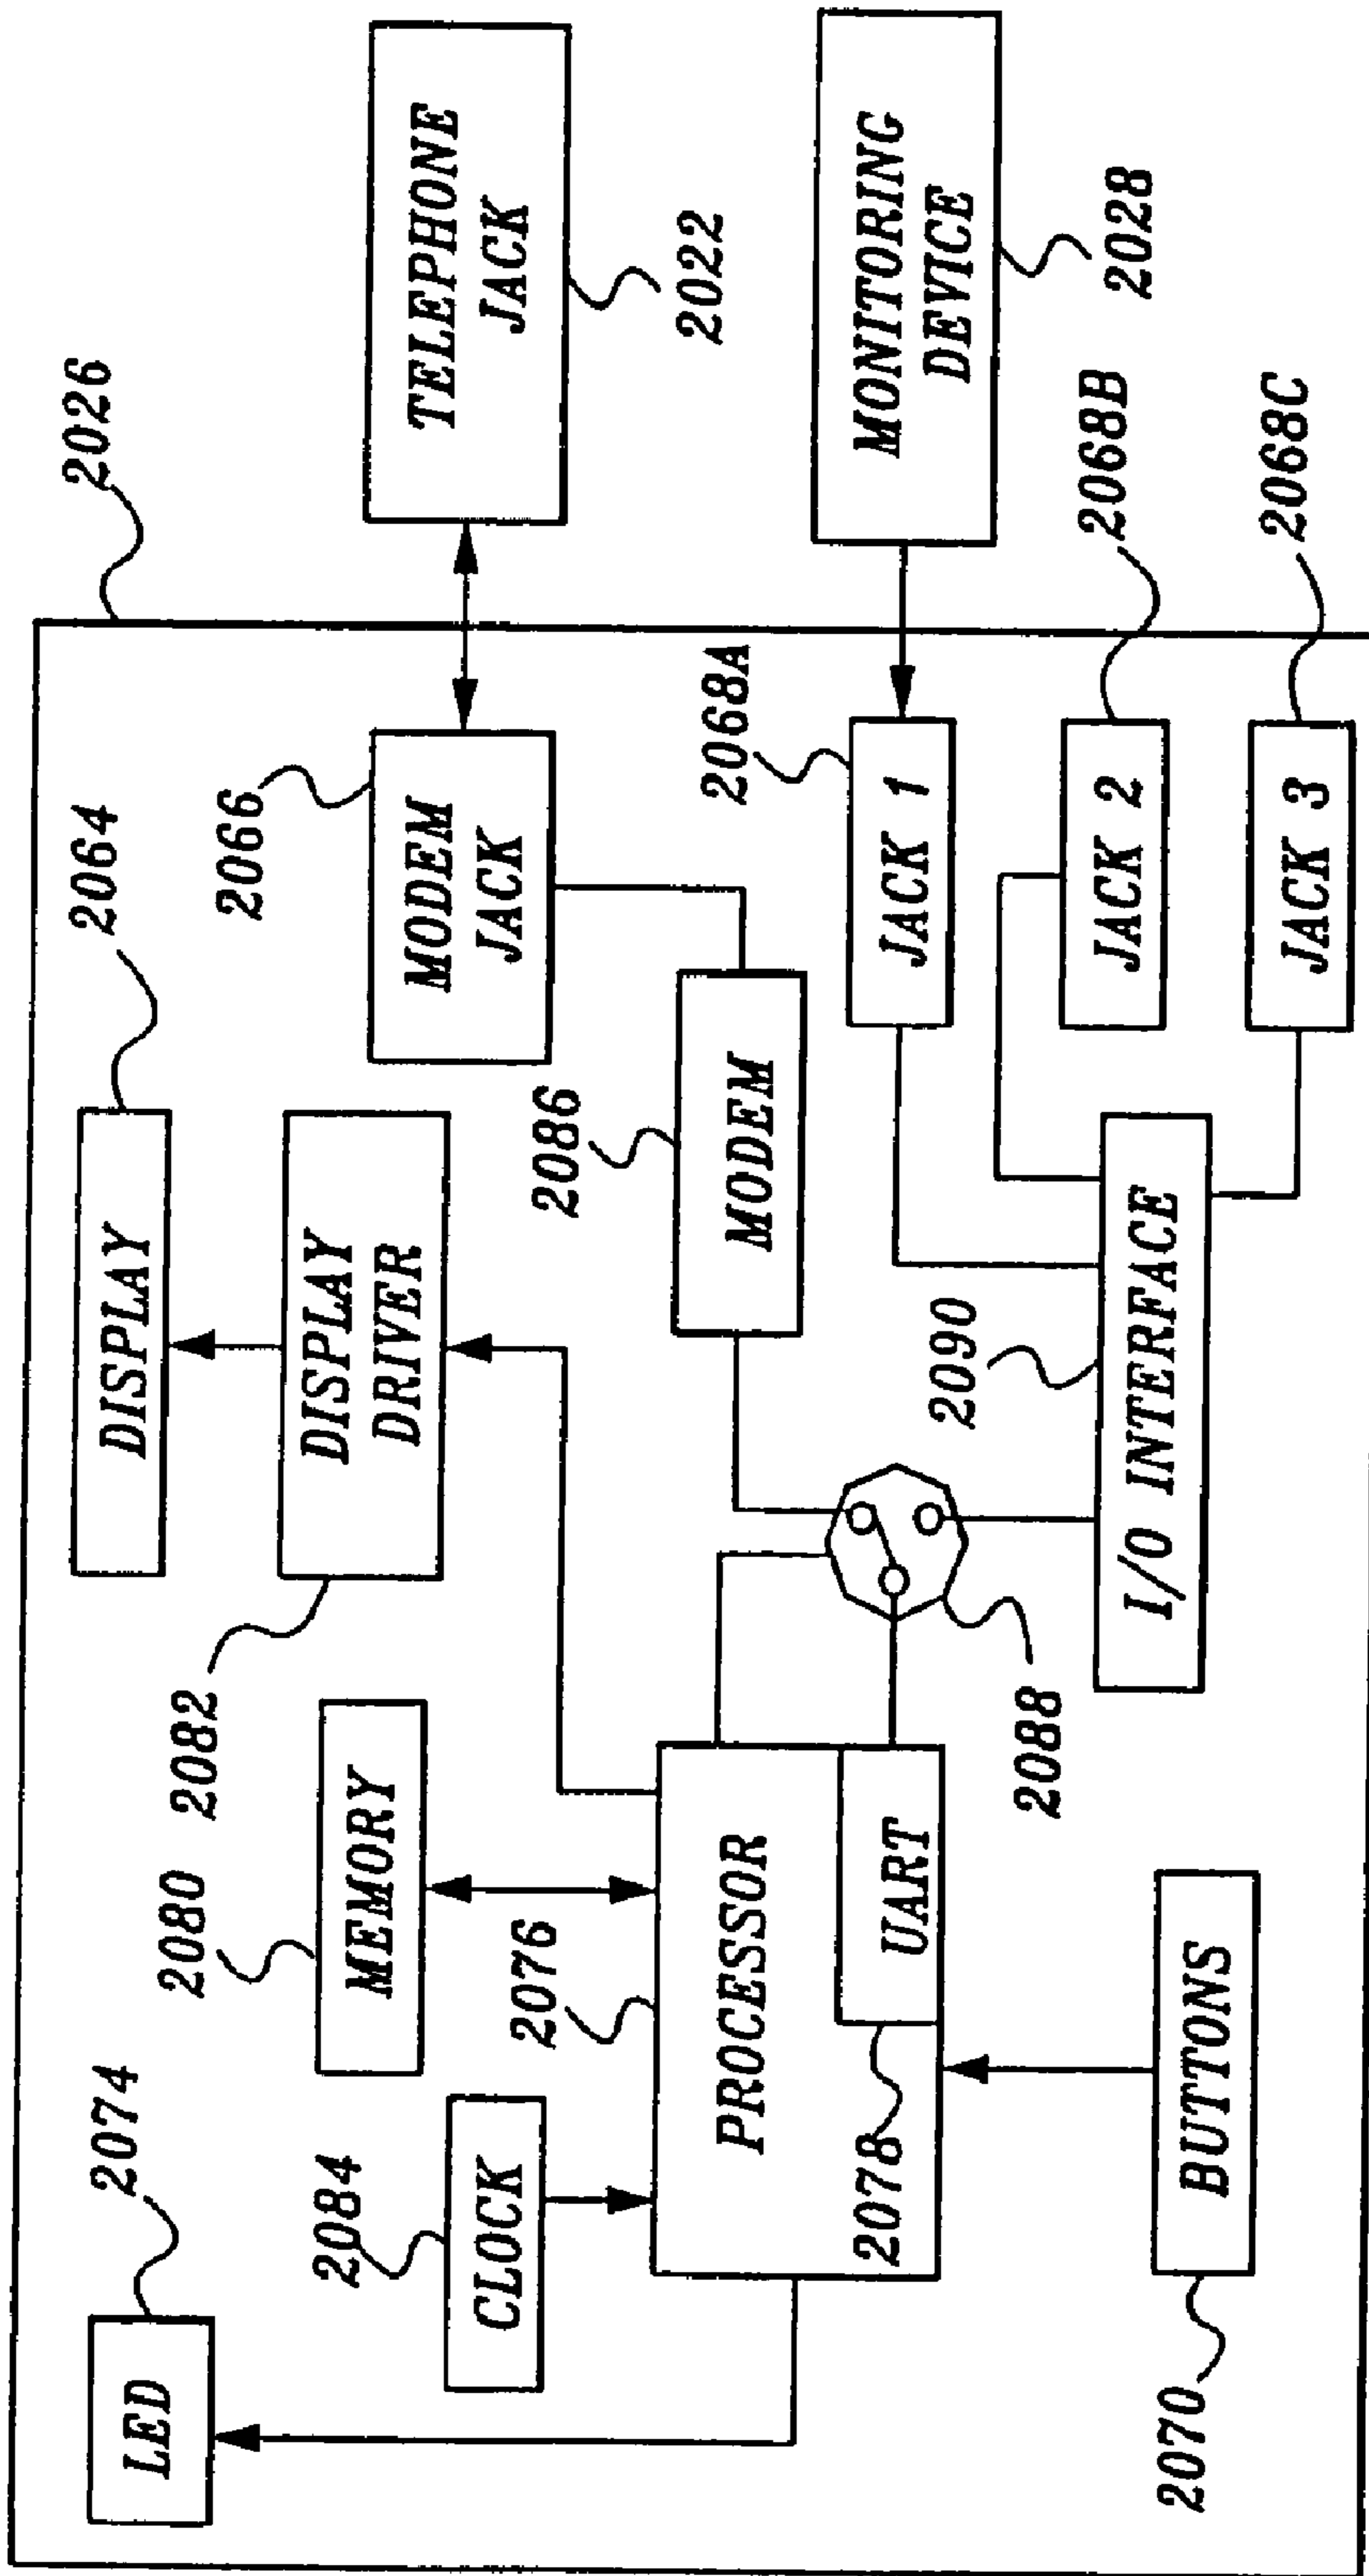 2026
2074
LED
2064
DISPLAY
2080
2082
2066
TELEPHONE
JACK
2022
MEMORY
DISPLAY
DRIVER
MODEM
JACK
2084
CLOCK
2076
2086
MODEM
2068A
JACK 1
MONITORING
DEVICE
2028
PROCESSOR
UART
2078
2088
2090
I/O INTERFACE
2068B
JACK 2
2068C
JACK 3
2070
BUTTONS